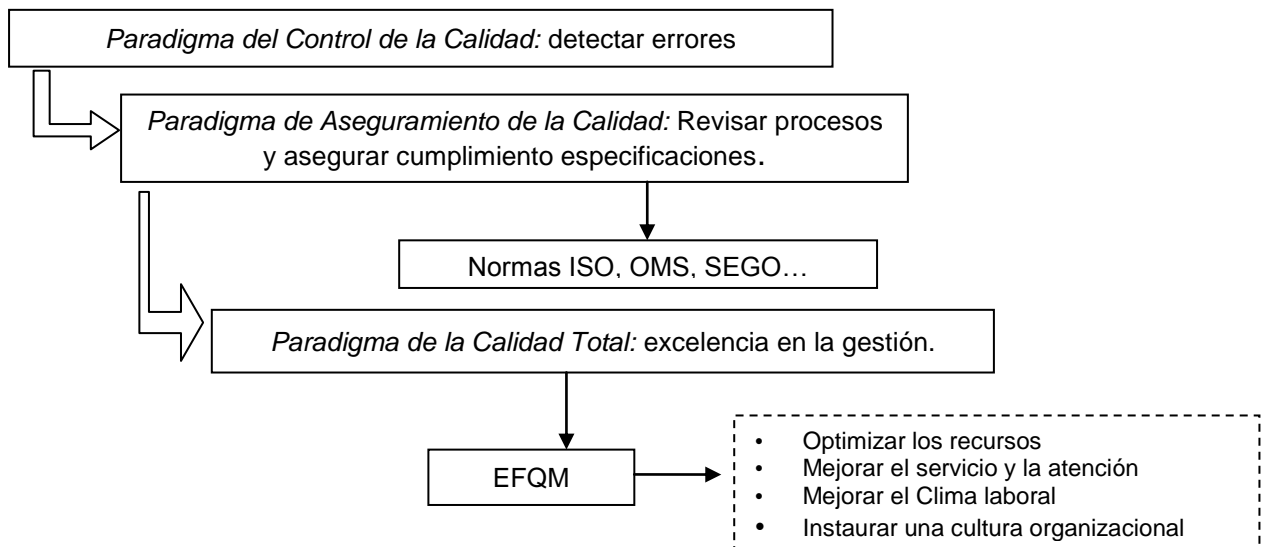 Paradigma del Control de la Calidad: detectar errores
Paradigma de Aseguramiento de la Calidad: Revisar procesos
y asegurar cumplimiento especificaciones.
Normas ISO, OMS, SEGO…
Paradigma de la Calidad Total: excelencia en la gestión.
EFQM
• Optimizar los recursos
• Mejorar el servicio y la atención
• Mejorar el Clima laboral
• Instaurar una cultura organizacional